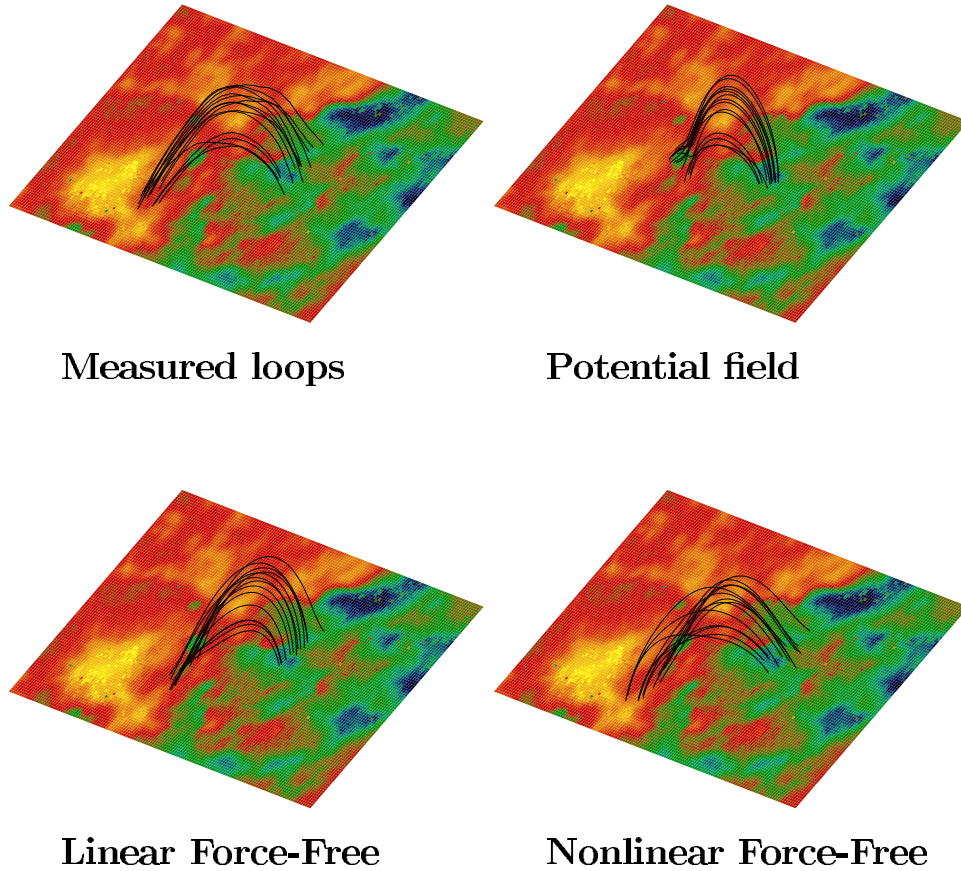 Measured loops
Potential field
Linear Force-Free
Nonlinear Force-Free